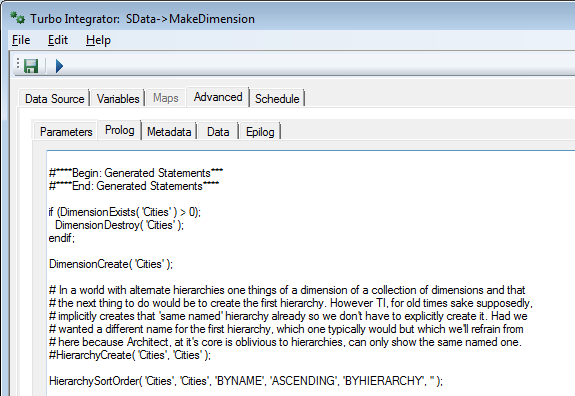 Turbo Integrator: SData->MakeDimension
File Edit Help
Data Source Variables Maps Advanced Schedule
Parameters Prolog Metadata Data Epilog
#****Begin: Generated Statements***
#****End: Generated Statements****
if (DimensionExists( 'Cities' ) > 0);
DimensionDestroy( 'Cities' );
endif;
DimensionCreate( 'Cities' );
# In a world with alternate hierarchies one things of a dimension of a collection of dimensions and that
# the next thing to do would be to create the first hierarchy. However TI, for old times sake supposedly,
# implicitly creates that 'same named' hierarchy already so we don't have to explicitly create it. Had we
# wanted a different name for the first hierarchy, which one typically would but which we'll refrain from
# here because Architect, at it's core is oblivious to hierarchies, can only show the same named one.
#HierarchyCreate( 'Cities', 'Cities' );
HierarchySortOrder( 'Cities', 'Cities', 'BYNAME', 'ASCENDING', 'BYHIERARCHY', '' );